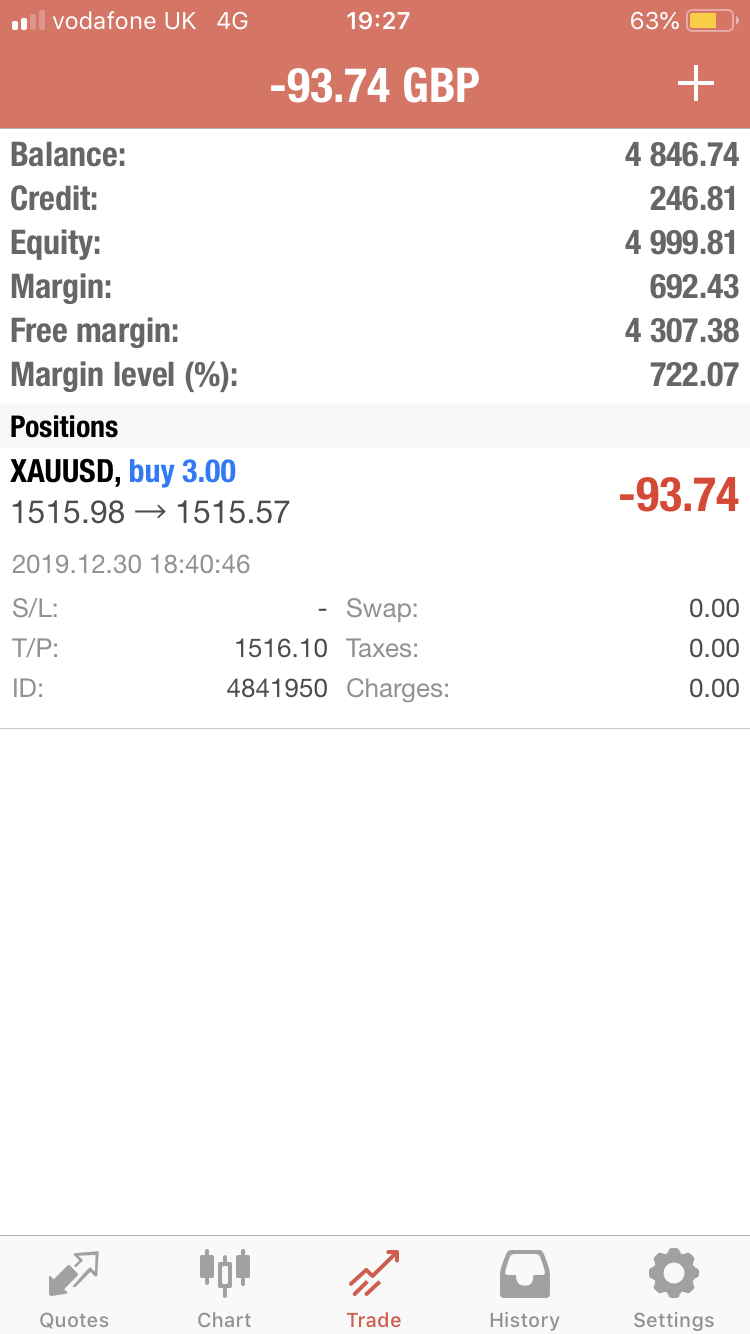 vodafone UK 4G 19:27 63%
-93.74 GBP +
Balance: 4 846.74
Credit: 246.81
Equity: 4 999.81
Margin: 692.43
Free margin: 4 307.38
Margin level (%): 722.07
Positions
XAUUSD, buy 3.00
1515.98 → 1515.57 -93.74
2019.12.30 18:40:46
S/L: - Swap: 0.00
T/P: 1516.10 Taxes: 0.00
ID: 4841950 Charges: 0.00
Quotes Chart Trade History Settings